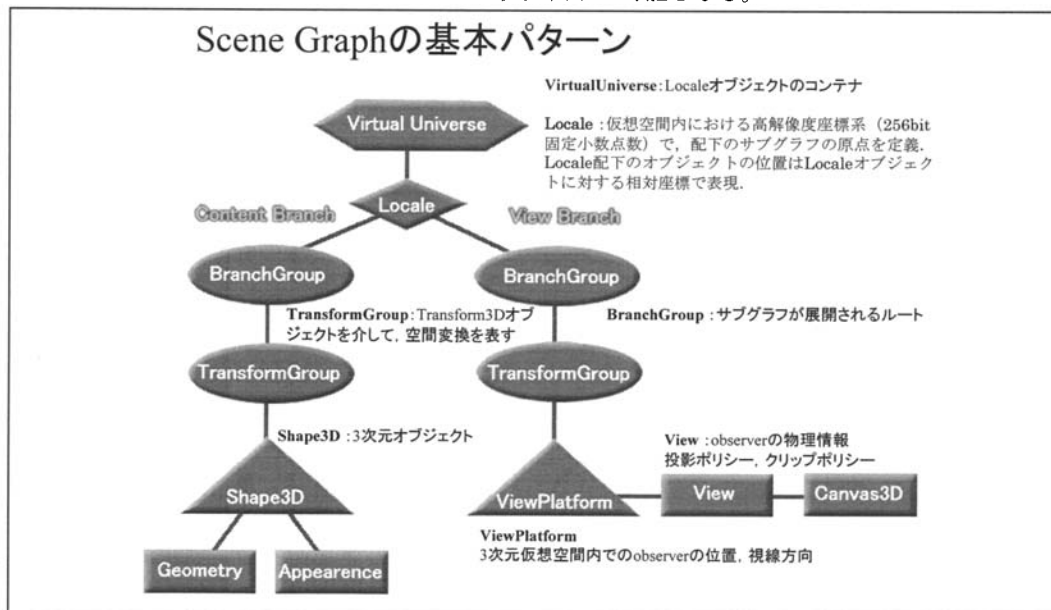 Scene Graphの基本パターン
VirtualUniverse：Localeオブジェクトのコンテナ
Virtual Universe
Locale：仮想空間内における高解像度座標系（256bit
固定小数点数）で，配下のサブグラフの原点を定義．
Locale配下のオブジェクトの位置はLocaleオブジェク
トに対する相対座標で表現．
Locale
Content Branch
View Branch
BranchGroup
BranchGroup
TransformGroup：Transform3Dオブ
ジェクトを介して，空間変換を表す
BranchGroup：サブグラフが展開されるルート
TransformGroup
TransformGroup
Shape3D：3次元オブジェクト
View：observerの物理情報
投影ポリシー，クリップポリシー
Shape3D
ViewPlatform
View
Canvas3D
ViewPlatform
3次元仮想空間内でのobserverの位置，視線方向
Geometry
Appearence